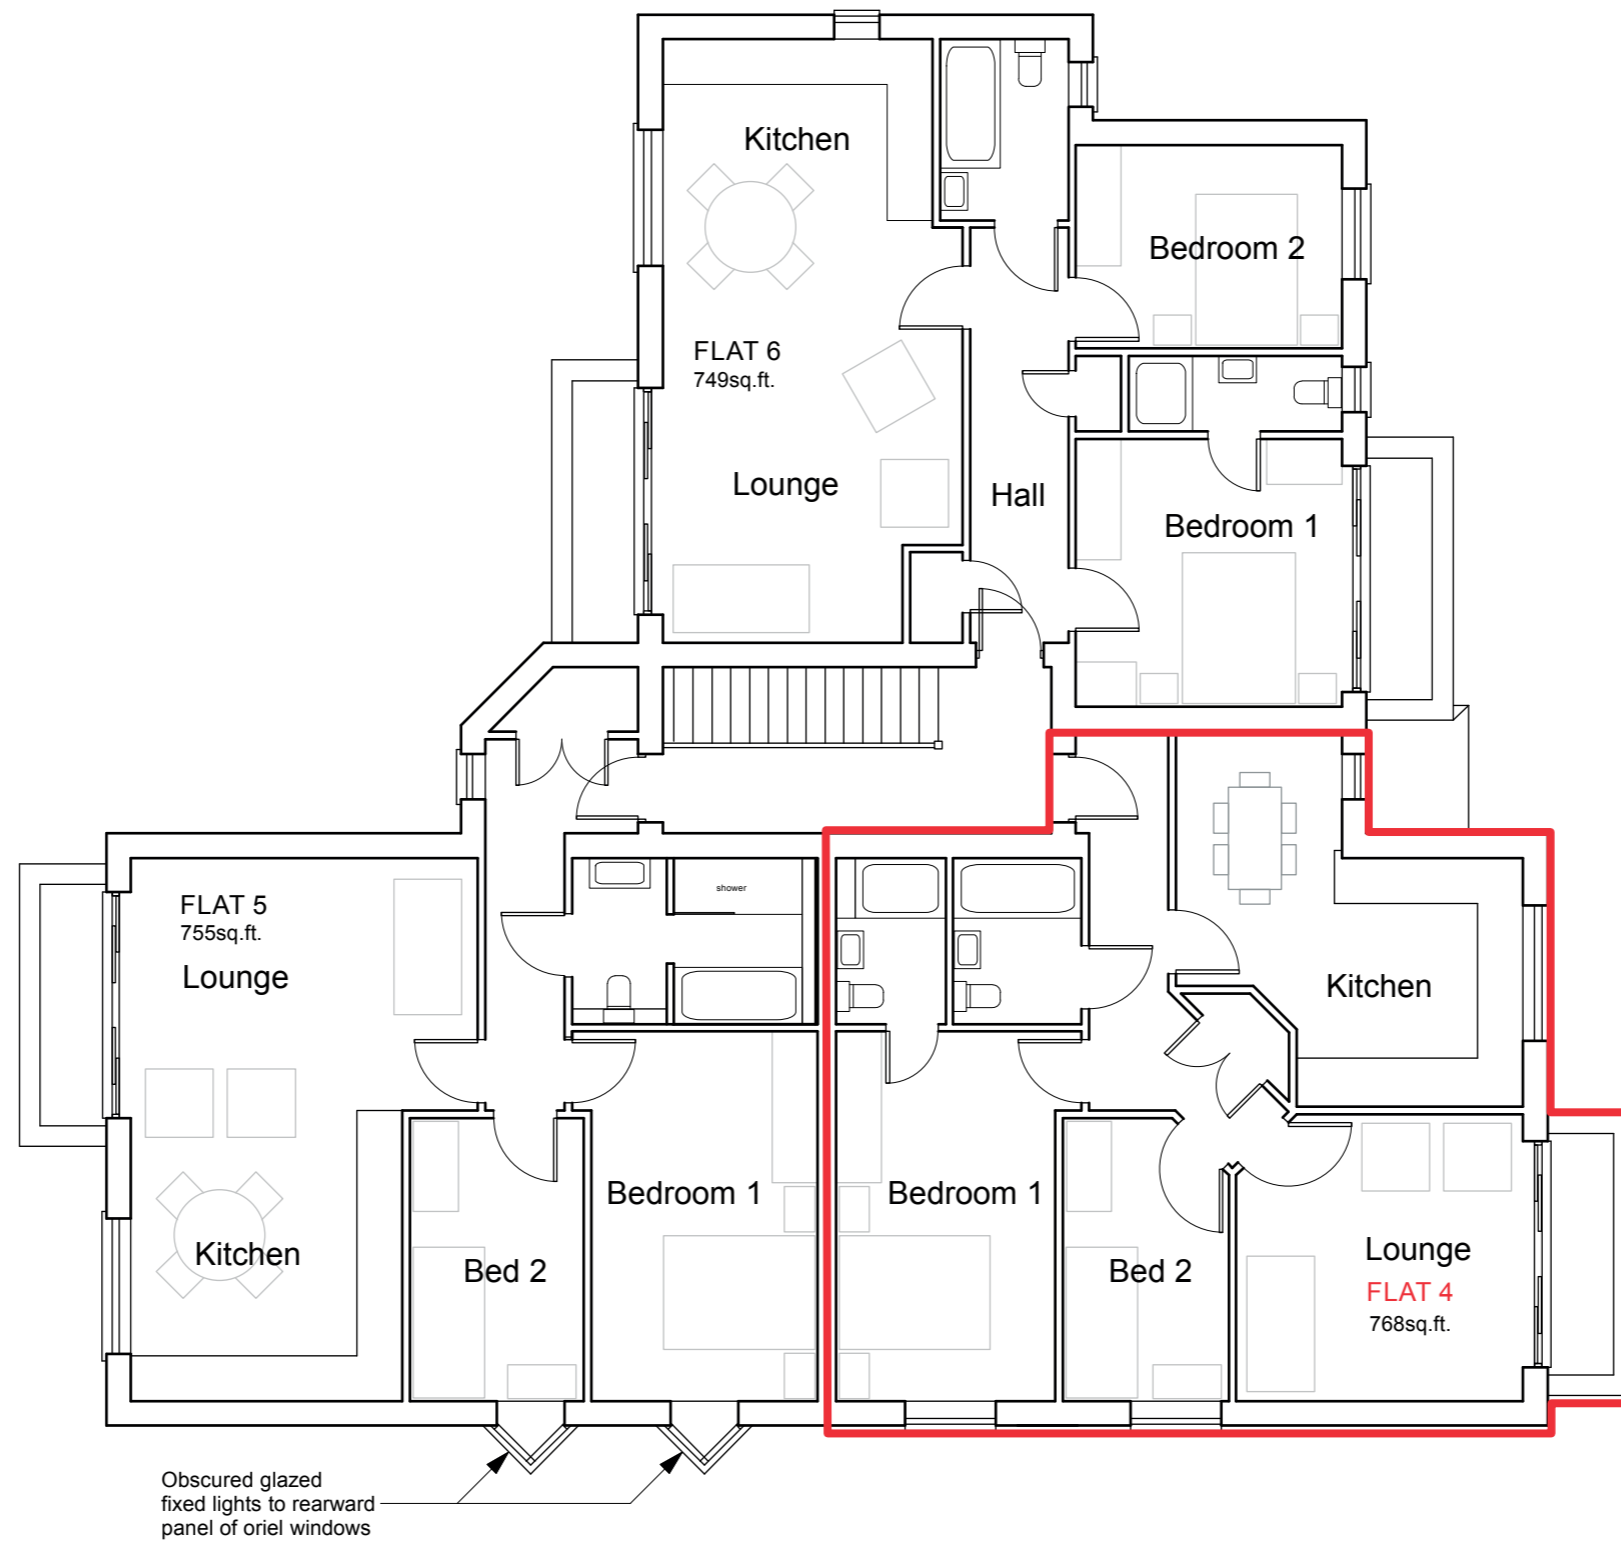 Kitchen
Bedroom 2
FLAT 6
749sq.ft.
Lounge
Hall
Bedroom 1
FLAT 5
755sq.ft.
Lounge
shower
Kitchen
Bedroom 1
Bedroom 1
Kitchen
Bed 2
Bed 2
Lounge
FLAT 4
768sq.ft.
Obscured glazed
fixed lights to rearward
panel of oriel windows